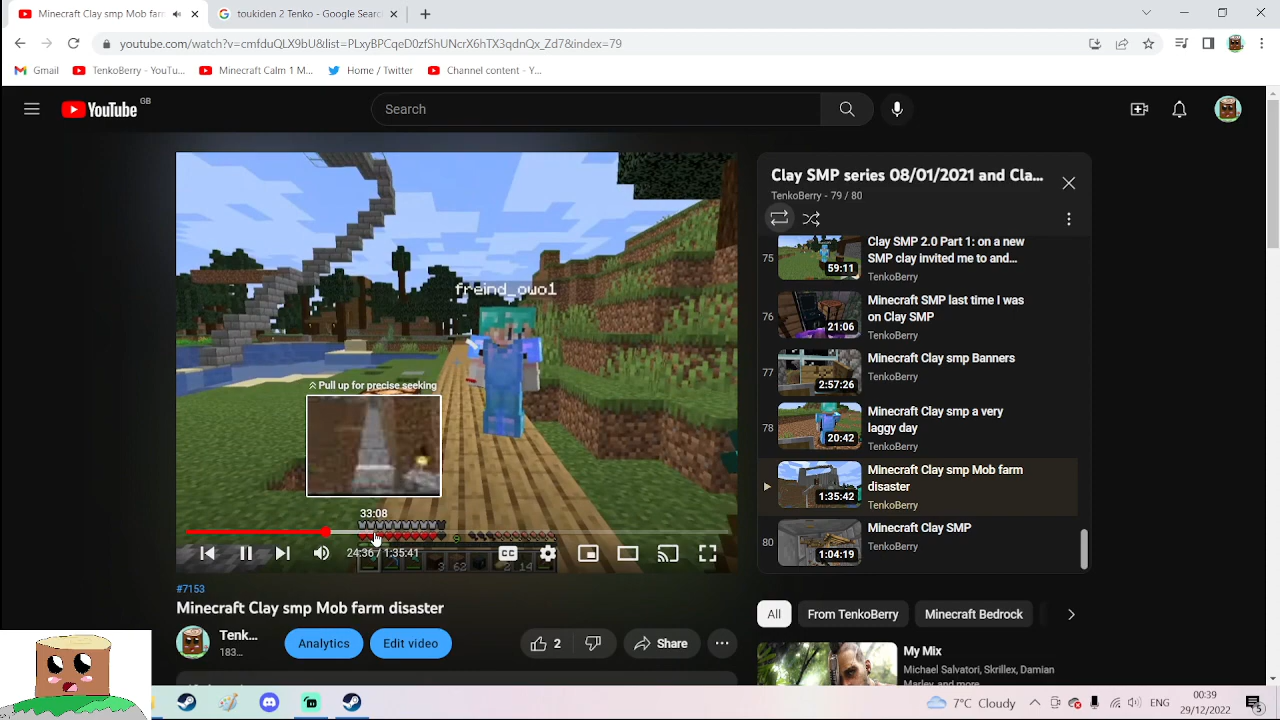 Minecraft Clay smp Mob farm
toukiden 2 Tenko - Google Searc
youtube.com/watch?v=cmfduQLX9bU&list=PLxyBPCqeD0zfShUNcrX6hTX3qdnQx_Zd7&index=79
Gmail
TenkoBerry - YouTu...
Minecraft Calm 1 M...
Home / Twitter
Channel content - Y...
YouTube GB
Search
freind_owo1
Pull up for precise seeking
33:08
24:36 / 1:35:41
CC
3 62 2 14
#7153
Minecraft Clay smp Mob farm disaster
Tenk...
183...
Analytics
Edit video
2
Share
Clay SMP series 08/01/2021 and Cla...
TenkoBerry - 79 / 80
75
59:11
Clay SMP 2.0 Part 1: on a new
SMP clay invited me to and...
TenkoBerry
76
21:06
Minecraft SMP last time I was
on Clay SMP
TenkoBerry
77
2:57:26
Minecraft Clay smp Banners
TenkoBerry
78
20:42
Minecraft Clay smp a very
laggy day
TenkoBerry
1:35:42
Minecraft Clay smp Mob farm
disaster
TenkoBerry
80
1:04:19
Minecraft Clay SMP
TenkoBerry
All
From TenkoBerry
Minecraft Bedrock
My Mix
Michael Salvatori, Skrillex, Damian
Marley, and more
7°C Cloudy
ENG
00:39
29/12/2022
5